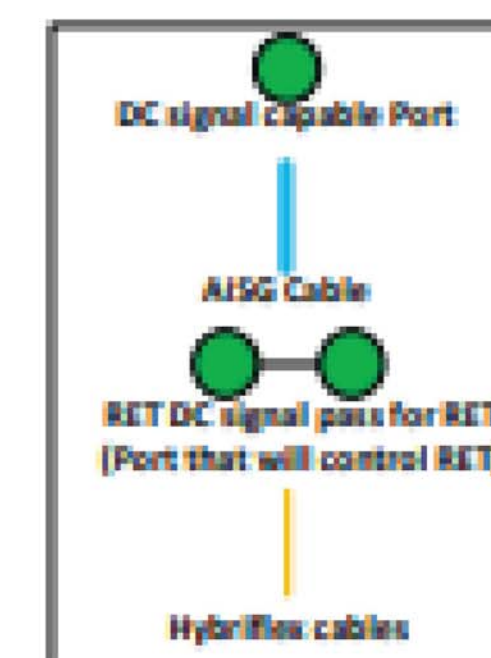 DC signal capable Port
AISG Cable
RET DC signal pass for RET
(Port that will control RET
Hybriflex cables